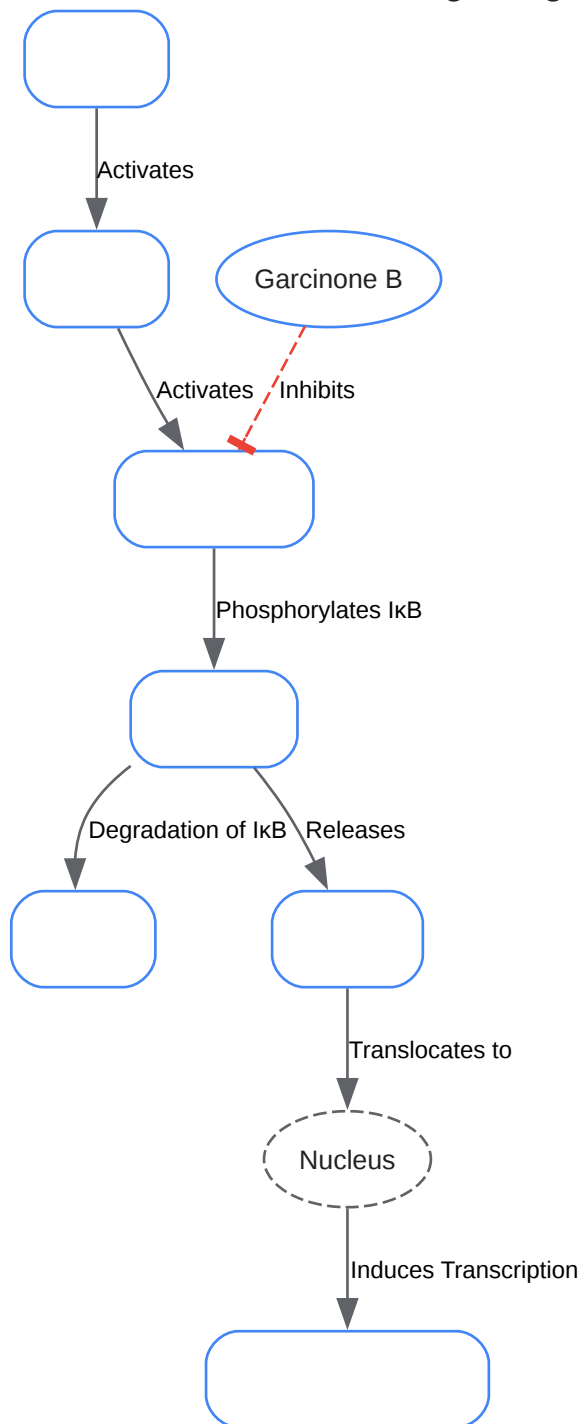 Activates
Garcinone B
Activates
Inhibits
Phosphorylates IκB
Degradation of IκB
Releases
Translocates to
Nucleus
Induces Transcription